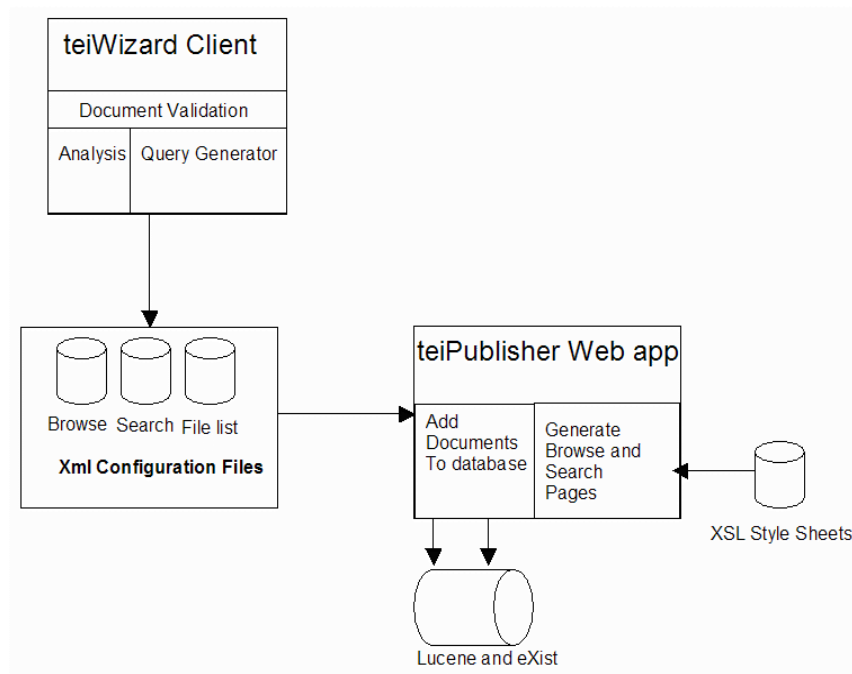 teiWizard Client
Document Validation
Analysis
Query Generator
Browse
Search
File list
Xml Configuration Files
teiPublisher Web app
Add
Documents
To database
Generate
Browse and
Search
Pages
XSL Style Sheets
Lucene and eXist